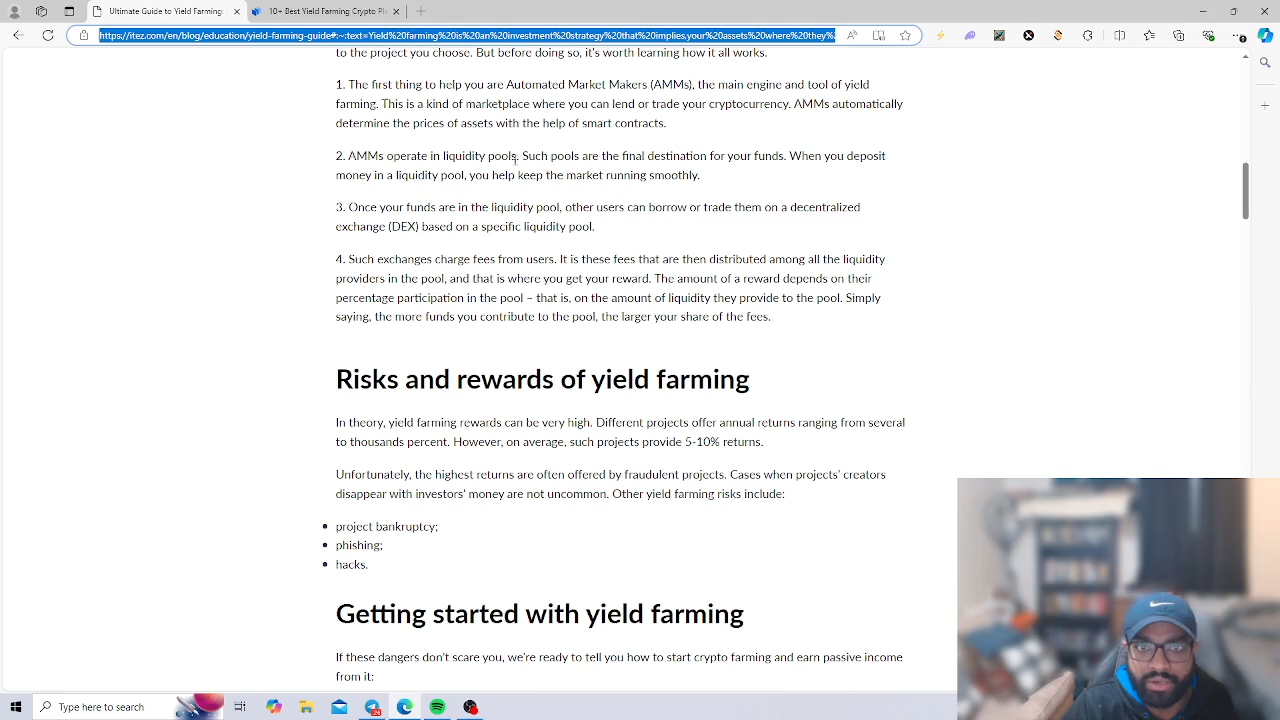 Ultimate Guide to Yield Farming:
10+ Best Yield Farming Crypto Pla
https://itez.com/en/blog/education/yield-farming-guide#:~:text=Yield%20farming%20is%20an%20investment%20strategy%20that%20implies,your%20assets%20where%20they%
to the project you choose. But before doing so, it's worth learning how it all works.
1. The first thing to help you are Automated Market Makers (AMMs), the main engine and tool of yield
farming. This is a kind of marketplace where you can lend or trade your cryptocurrency. AMMs automatically
determine the prices of assets with the help of smart contracts.
2. AMMs operate in liquidity pools. Such pools are the final destination for your funds. When you deposit
money in a liquidity pool, you help keep the market running smoothly.
3. Once your funds are in the liquidity pool, other users can borrow or trade them on a decentralized
exchange (DEX) based on a specific liquidity pool.
4. Such exchanges charge fees from users. It is these fees that are then distributed among all the liquidity
providers in the pool, and that is where you get your reward. The amount of a reward depends on their
percentage participation in the pool – that is, on the amount of liquidity they provide to the pool. Simply
saying, the more funds you contribute to the pool, the larger your share of the fees.
Risks and rewards of yield farming
In theory, yield farming rewards can be very high. Different projects offer annual returns ranging from several
to thousands percent. However, on average, such projects provide 5-10% returns.
Unfortunately, the highest returns are often offered by fraudulent projects. Cases when projects' creators
disappear with investors' money are not uncommon. Other yield farming risks include:
project bankruptcy;
phishing;
hacks.
Getting started with yield farming
If these dangers don't scare you, we're ready to tell you how to start crypto farming and earn passive income
from it:
Type here to search